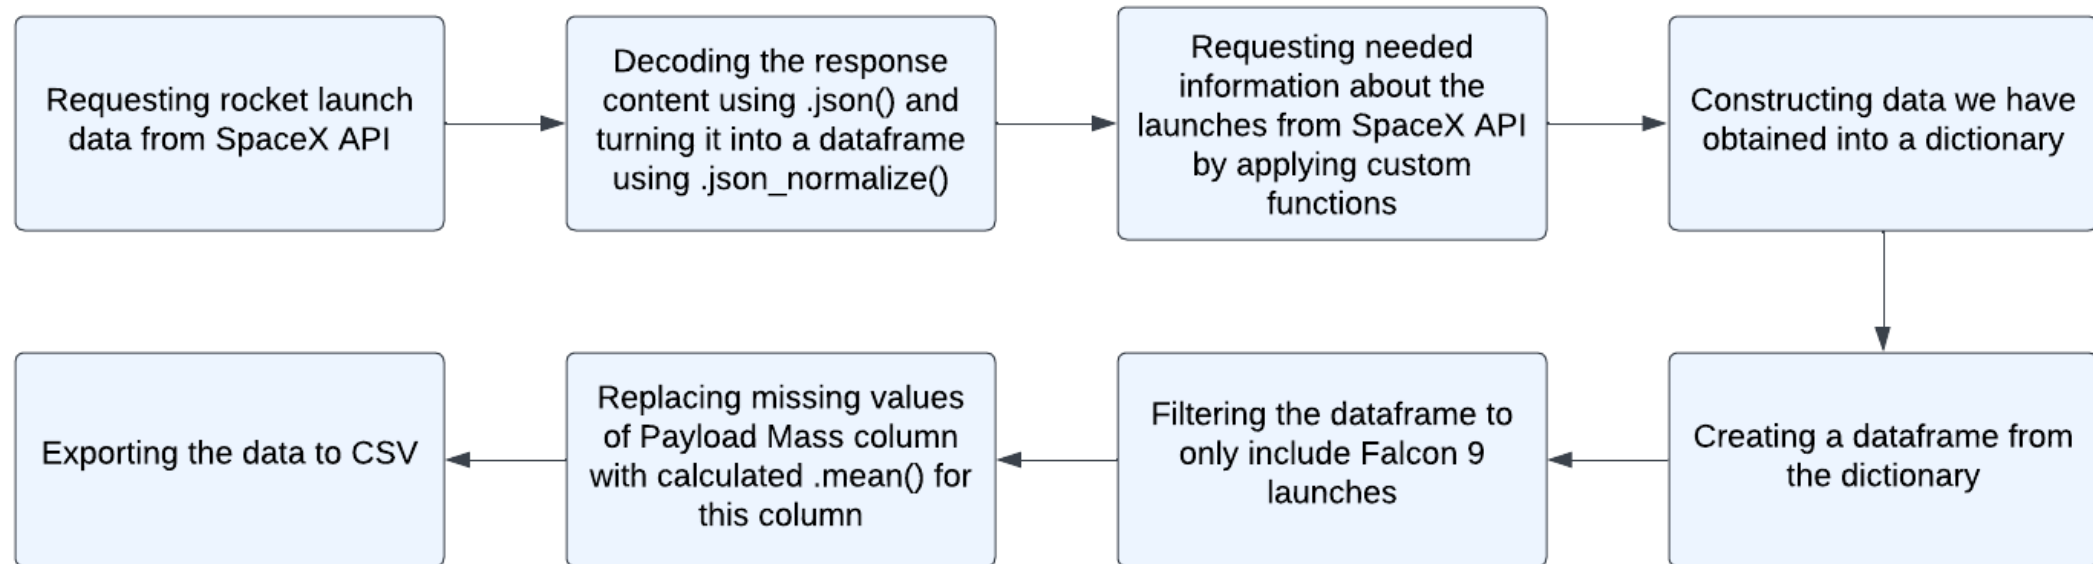 Requesting rocket launch
data from SpaceX API
Decoding the response
content using .json() and
turning it into a dataframe
using .json_normalize()
Requesting needed
information about the
launches from SpaceX API
by applying custom
functions
Constructing data we have
obtained into a dictionary
Creating a dataframe from
the dictionary
Filtering the dataframe to
only include Falcon 9
launches
Replacing missing values
of Payload Mass column
with calculated .mean() for
this column
Exporting the data to CSV